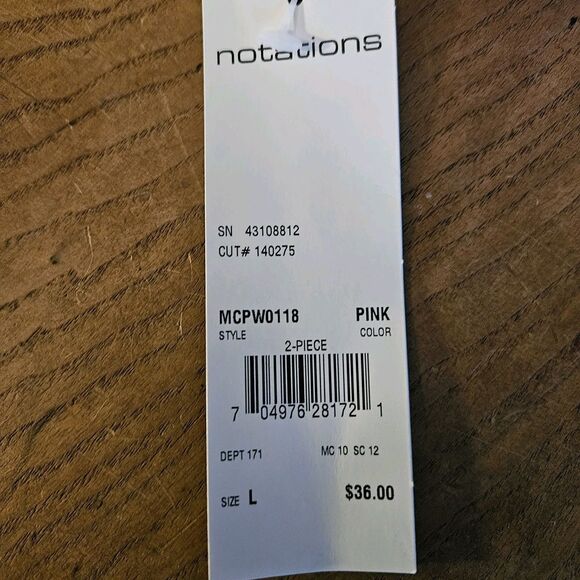 notations
SN 43108812
CUT# 140275
MCPW0118 PINK
STYLE COLOR
2-PIECE
7 04976 28172 1
DEPT 171 MC 10 SC 12
SIZE L $36.00